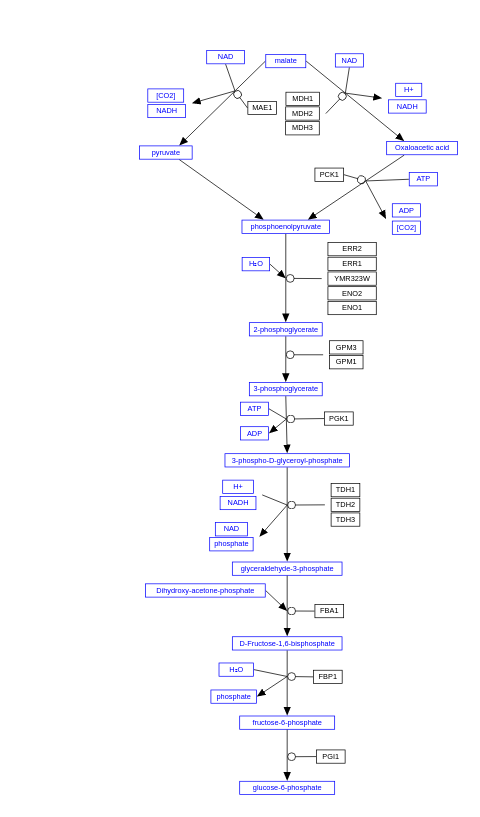 NAD
malate
NAD
[CO2]
NADH
MAE1
MDH1
MDH2
MDH3
H+
NADH
pyruvate
Oxaloacetic acid
PCK1
ATP
ADP
[CO2]
phosphoenolpyruvate
H₂O
ERR2
ERR1
YMR323W
ENO2
ENO1
2-phosphoglycerate
GPM3
GPM1
3-phosphoglycerate
ATP
ADP
PGK1
3-phospho-D-glyceroyl-phosphate
H+
NADH
NAD
phosphate
TDH1
TDH2
TDH3
glyceraldehyde-3-phosphate
Dihydroxy-acetone-phosphate
FBA1
D-Fructose-1,6-bisphosphate
H₂O
phosphate
FBP1
fructose-6-phosphate
PGI1
glucose-6-phosphate